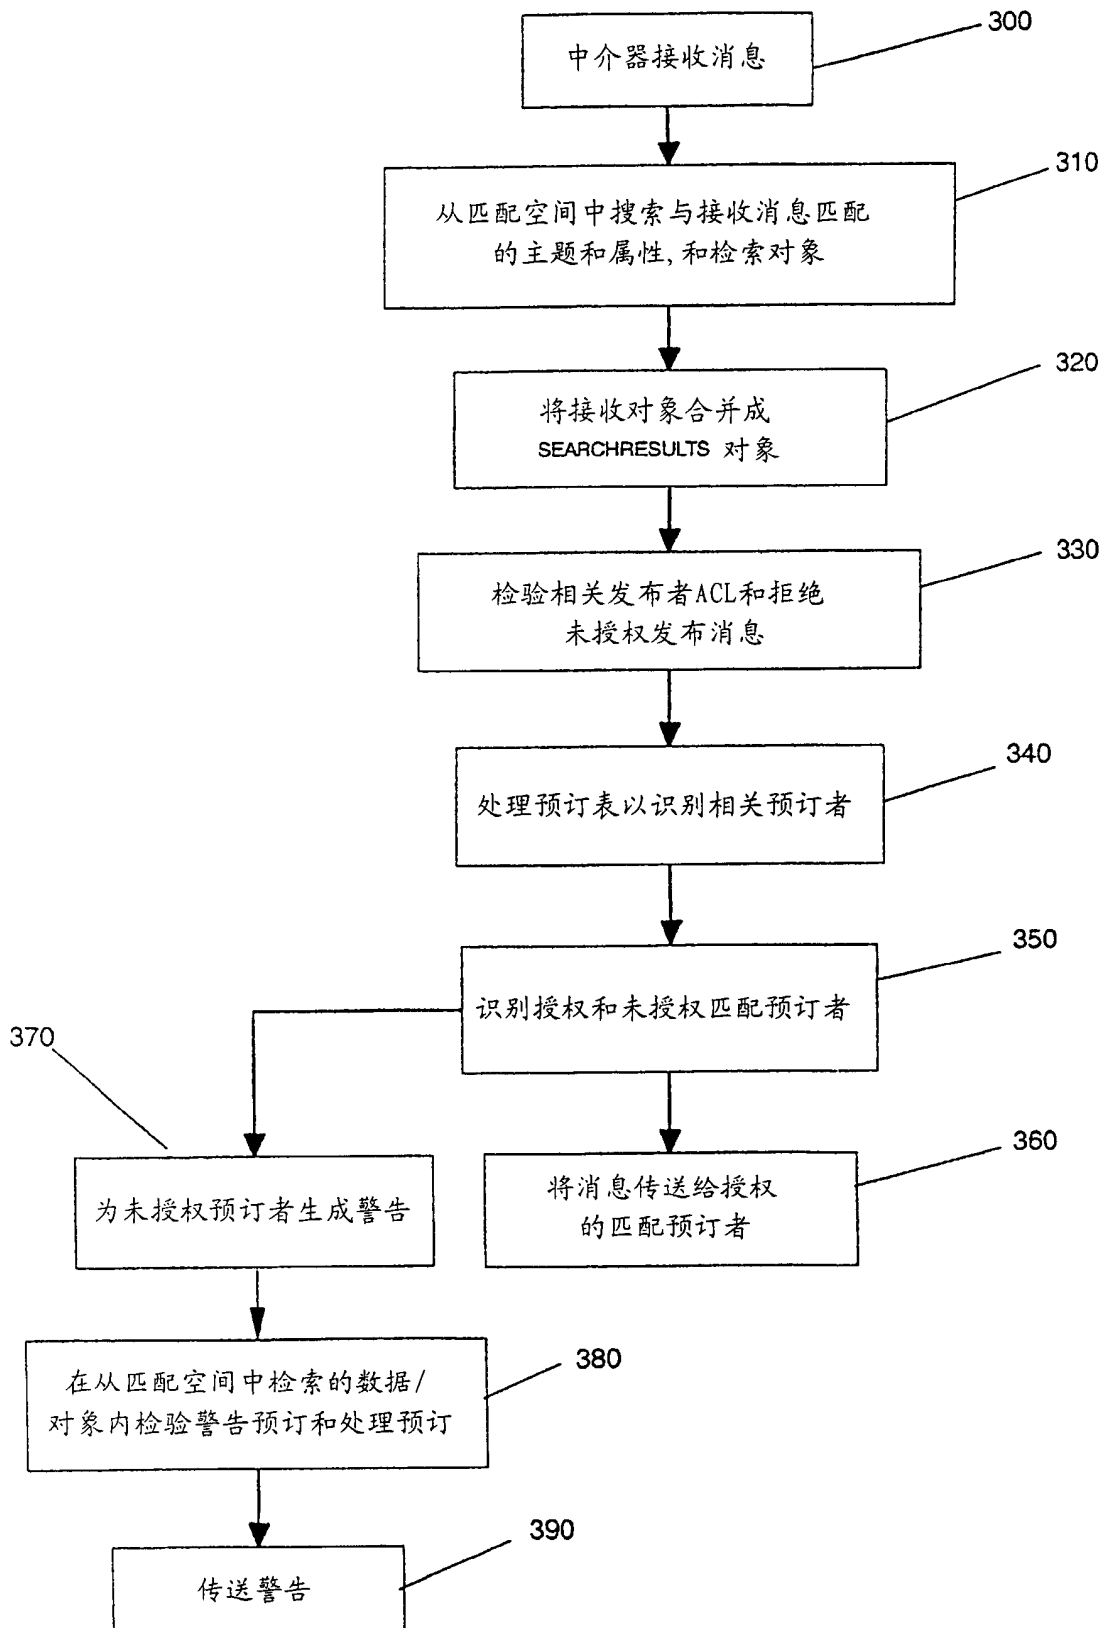 300
中介器接收消息
310
从匹配空间中搜索与接收消息匹配
的主题和属性,和检索对象
320
将接收对象合并成
SEARCHRESULTS 对象
330
检验相关发布者ACL和拒绝
未授权发布消息
340
处理预订表以识别相关预订者
350
识别授权和未授权匹配预订者
370
360
为未授权预订者生成警告
将消息传送给授权
的匹配预订者
380
在从匹配空间中检索的数据/
对象内检验警告预订和处理预订
390
传送警告